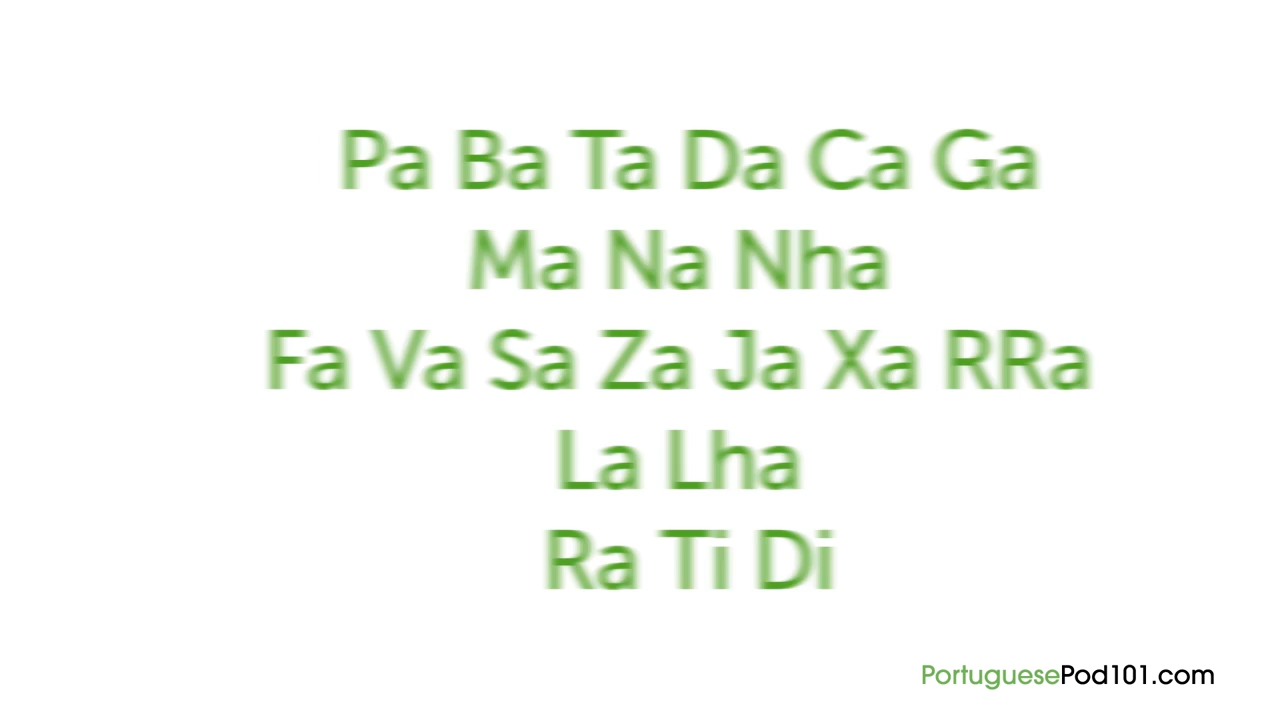 Pa Ba Ta Da Ca Ga
Ma Na Nha
Fa Va Sa Za Ja Xa RRa
La Lha
Ra Ti Di
PortuguesePod101.com